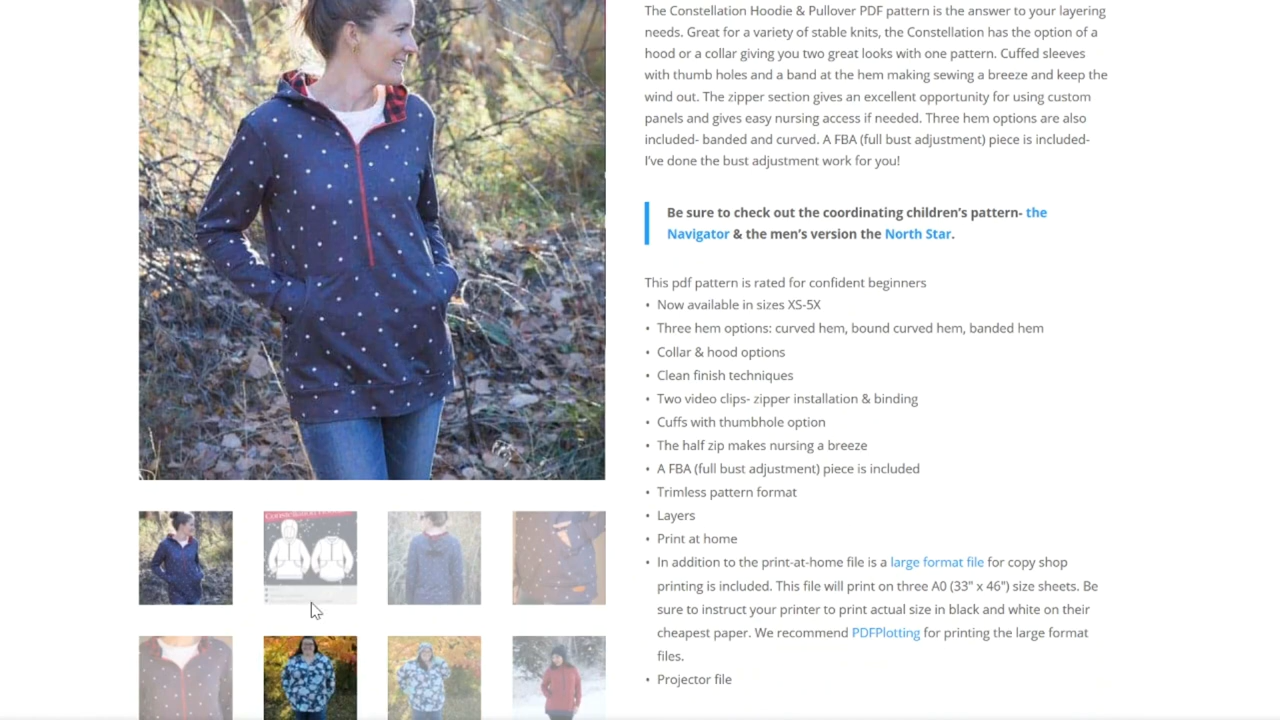 The Constellation Hoodie & Pullover PDF pattern is the answer to your layering
needs. Great for a variety of stable knits, the Constellation has the option of a
hood or a collar giving you two great looks with one pattern. Cuffed sleeves
with thumb holes and a band at the hem making sewing a breeze and keep the
wind out. The zipper section gives an excellent opportunity for using custom
panels and gives easy nursing access if needed. Three hem options are also
included- banded and curved. A FBA (full bust adjustment) piece is included-
I've done the bust adjustment work for you!
Be sure to check out the coordinating children's pattern- the
Navigator & the men's version the North Star.
This pdf pattern is rated for confident beginners
• Now available in sizes XS-5X
• Three hem options: curved hem, bound curved hem, banded hem
• Collar & hood options
• Clean finish techniques
• Two video clips- zipper installation & binding
• Cuffs with thumbhole option
• The half zip makes nursing a breeze
• A FBA (full bust adjustment) piece is included
• Trimless pattern format
• Layers
• Print at home
• In addition to the print-at-home file is a large format file for copy shop
printing is included. This file will print on three A0 (33" x 46") size sheets. Be
sure to instruct your printer to print actual size in black and white on their
cheapest paper. We recommend PDFPlotting for printing the large format
files.
• Projector file